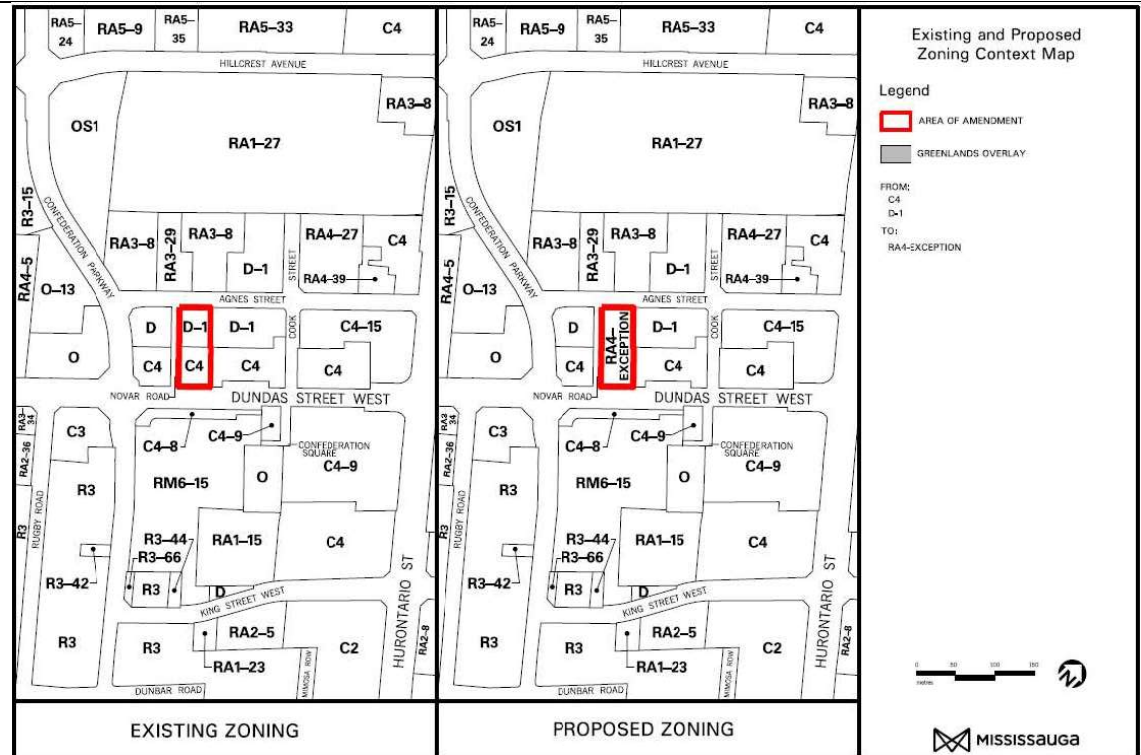 RA5-24
RA5-9
RA5-35
RA5-33
C4
HILLCREST AVENUE
OS1
RA3-8
RA1-27
R3-15
CONFEDERATION PARKWAY
RA3-8
RA3-29
RA3-8
D-1
STREET
RA4-27
C4
RA4-39
RA4-5
O-13
AGNES STREET
D
D-1
D-1
COOK
C4-15
O
C4
C4
C4
C4
NOVAR ROAD
DUNDAS STREET WEST
RA3-34
C3
C4-8
C4-9
CONFEDERATION SQUARE
C4-9
RA2-36
R3
RM6-15
O
RUGBY ROAD
R3
R3-44
RA1-15
C4
R3-66
R3-42
R3
D
KING STREET WEST
HURONTARIO ST
R3
R3
RA2-5
C2
RA2-8
RA1-23
MIMOSA ROW
DUNBAR ROAD
EXISTING ZONING
RA5-24
RA5-9
RA5-35
RA5-33
C4
HILLCREST AVENUE
OS1
RA3-8
RA1-27
R3-15
CONFEDERATION PARKWAY
RA3-8
RA3-29
RA3-8
D-1
STREET
RA4-27
C4
RA4-39
RA4-5
O-13
AGNES STREET
D
RA4-EXCEPTION
D-1
COOK
C4-15
O
C4
C4
C4
NOVAR ROAD
DUNDAS STREET WEST
RA3-34
C3
C4-8
C4-9
CONFEDERATION SQUARE
C4-9
RA2-36
R3
RM6-15
O
RUGBY ROAD
R3
R3-44
RA1-15
C4
R3-66
R3-42
R3
D
KING STREET WEST
HURONTARIO ST
R3
R3
RA2-5
C2
RA2-8
RA1-23
MIMOSA ROW
DUNBAR ROAD
PROPOSED ZONING
Existing and Proposed
Zoning Context Map
Legend
AREA OF AMENDMENT
GREENLANDS OVERLAY
FROM:
C4
D-1
TO:
RA4-EXCEPTION
0 50 100 150
metres
MISSISSAUGA